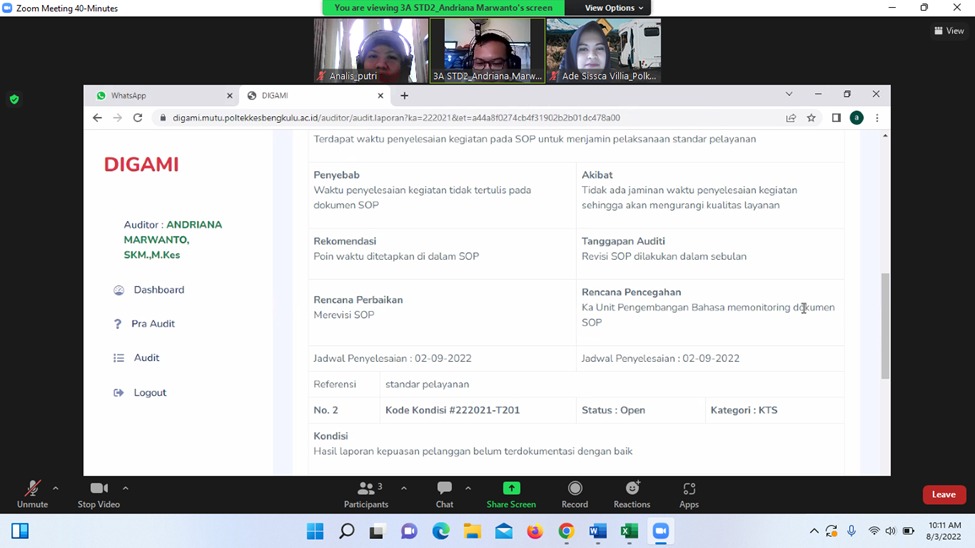 Zoom Meeting 40-Minutes
You are viewing 3A STD2_Andriana Marwanto's screen
View Options
View
Analis_putri
3A STD2_Andriana Marw...
Ade Sissca Villia_Polk...
WhatsApp
DIGAMI
digami.mutu.poltekkesbengkulu.ac.id/auditor/audit.laporan?ka=222021&et=a44a8f0274cb4f31902b2b01dc478a00
a
DIGAMI
Auditor : ANDRIANA
MARWANTO,
SKM.,M.Kes
Dashboard
Pra Audit
Audit
Logout
Terdapat waktu penyelesaian kegiatan pada SOP untuk menjamin pelaksanaan standar pelayanan
Penyebab
Waktu penyelesaian kegiatan tidak tertulis pada
dokumen SOP
Akibat
Tidak ada jaminan waktu penyelesaian kegiatan
sehingga akan mengurangi kualitas layanan
Rekomendasi
Poin waktu ditetapkan di dalam SOP
Tanggapan Auditi
Revisi SOP dilakukan dalam sebulan
Rencana Perbaikan
Merevisi SOP
Rencana Pencegahan
Ka Unit Pengembangan Bahasa memonitoring dokumen
SOP
Jadwal Penyelesaian : 02-09-2022
Jadwal Penyelesaian : 02-09-2022
Referensi
standar pelayanan
No. 2
Kode Kondisi #222021-T201
Status : Open
Kategori : KTS
Kondisi
Hasil laporan kepuasan pelanggan belum terdokumentasi dengan baik
Unmute
Stop Video
Participants
3
Chat
Share Screen
Record
Reactions
Apps
Leave
10:11 AM
8/3/2022